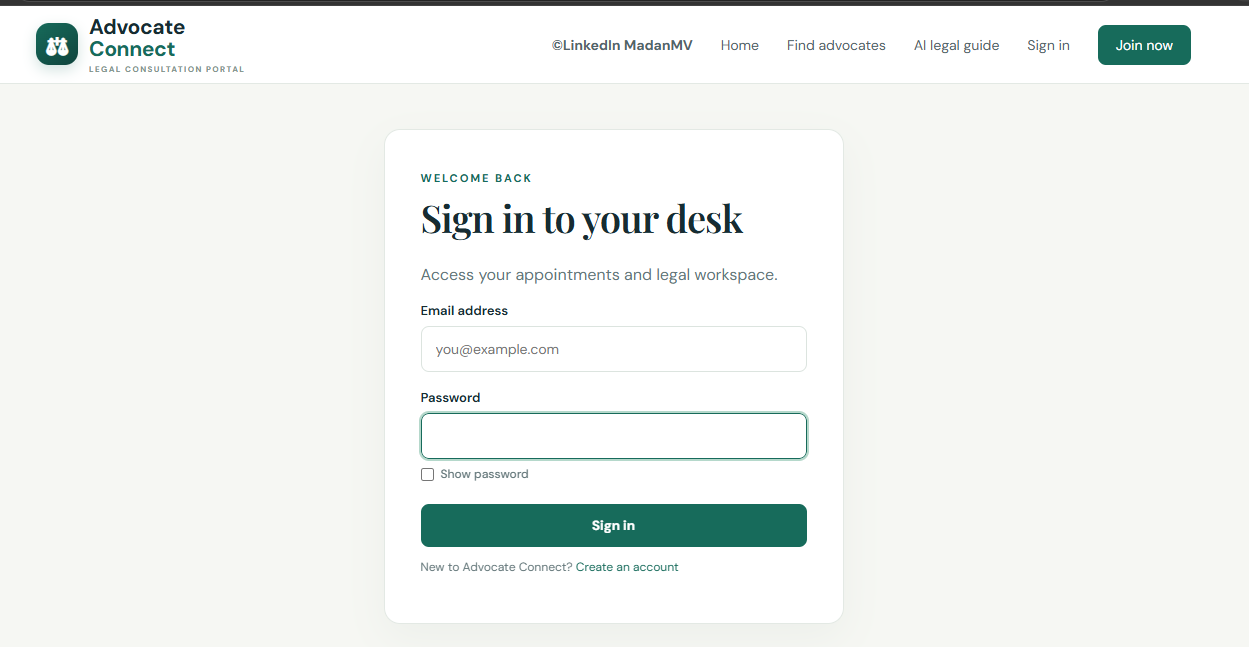 Advocate
Connect
LEGAL CONSULTATION PORTAL
©LinkedIn MadanMV
Home
Find advocates
AI legal guide
Sign in
Join now
WELCOME BACK
Sign in to your desk
Access your appointments and legal workspace.
Email address
you@example.com
Password
Show password
Sign in
New to Advocate Connect? Create an account